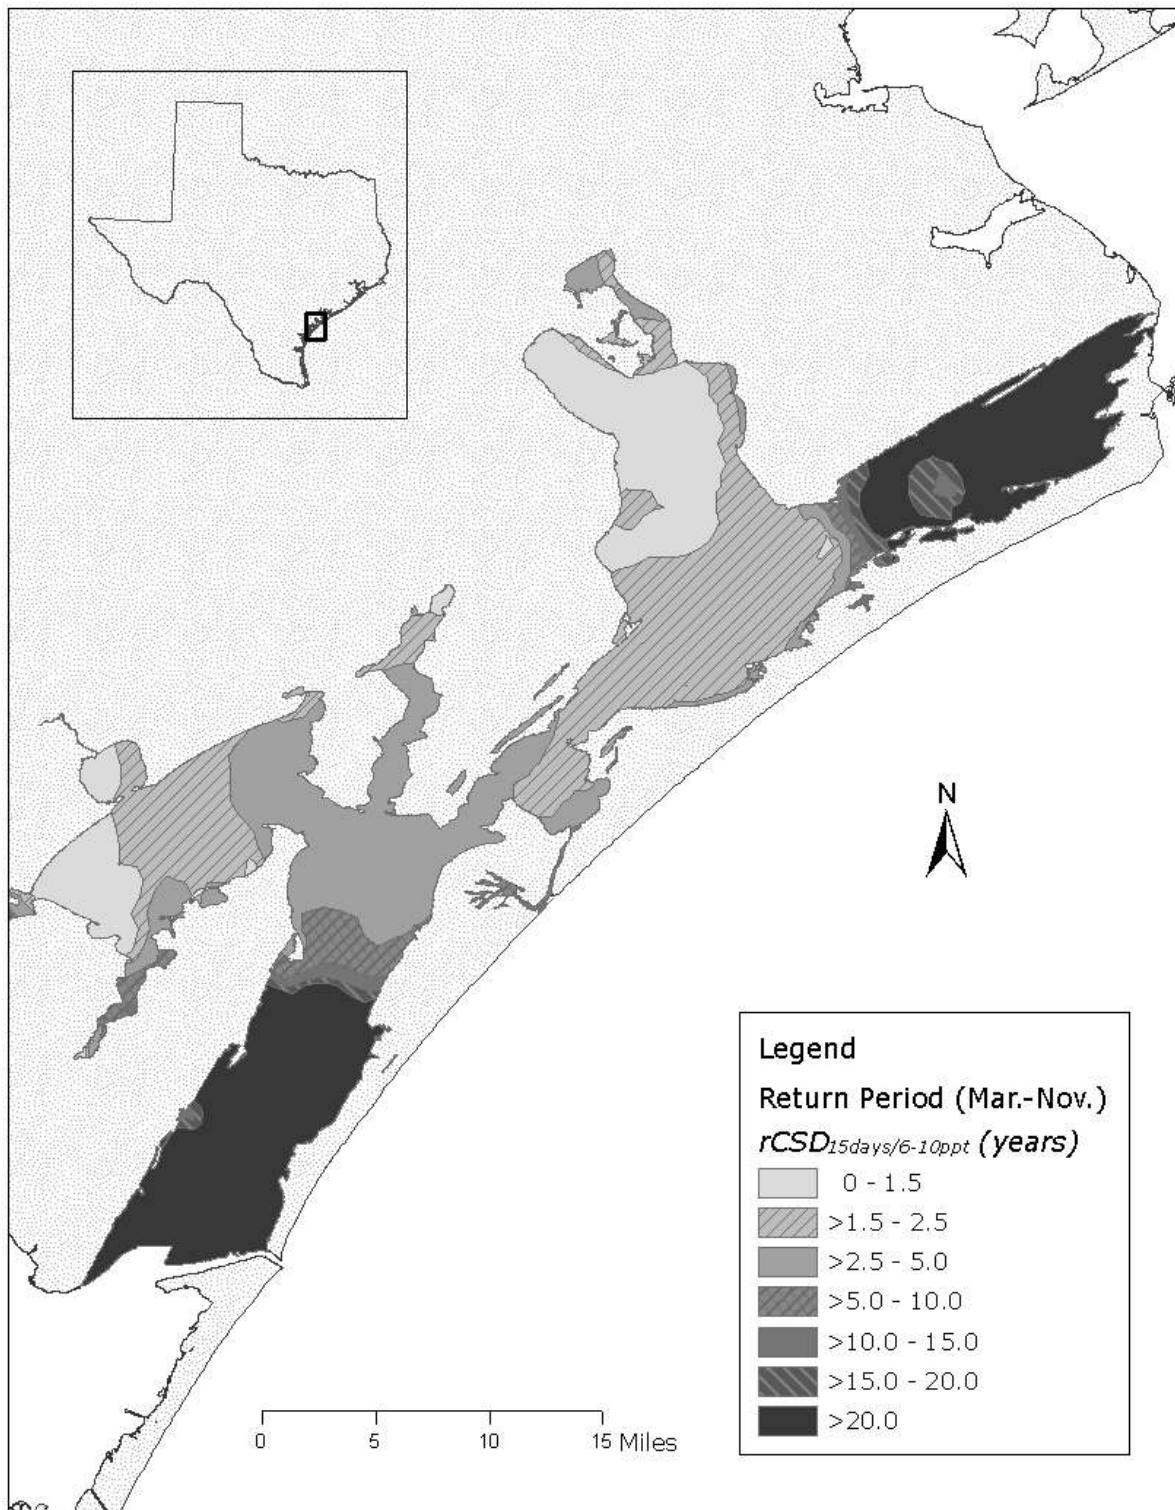 N
Legend
Return Period (Mar.-Nov.)
rCSD15days/6-10ppt (years)
0 - 1.5
>1.5 - 2.5
>2.5 - 5.0
>5.0 - 10.0
>10.0 - 15.0
>15.0 - 20.0
>20.0
0 5 10 15 Miles